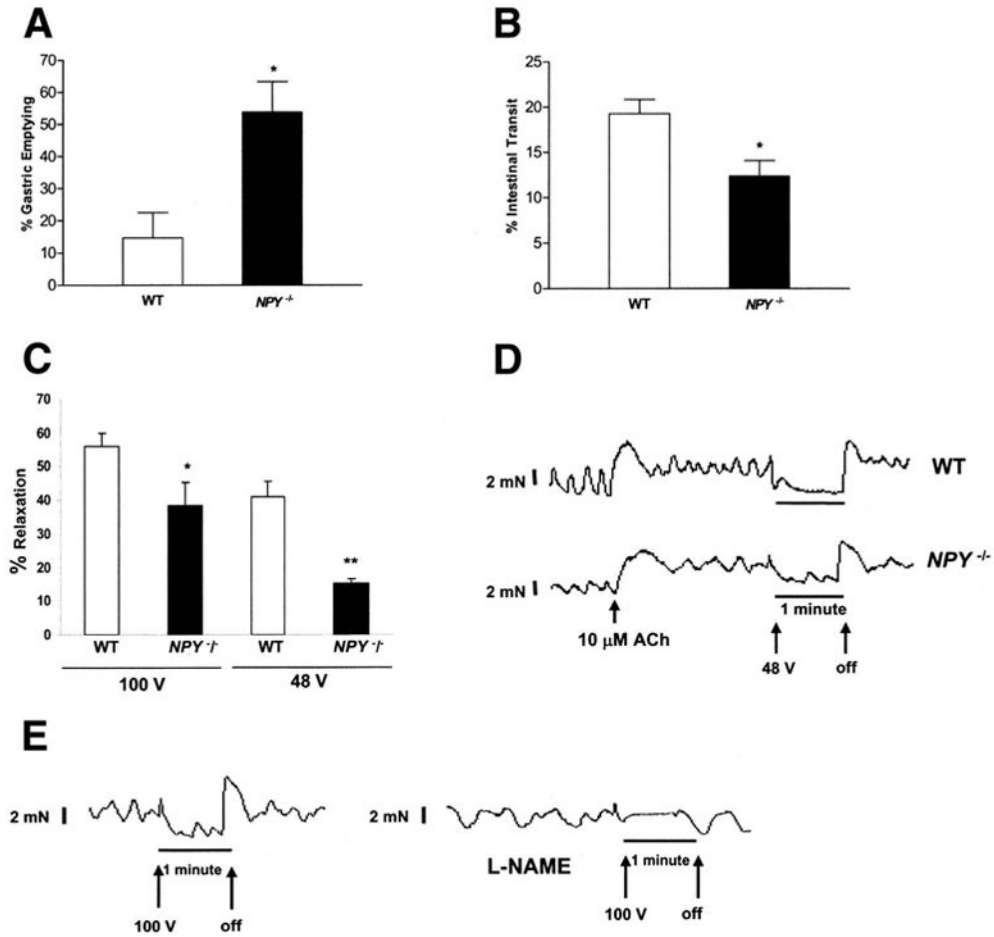 A
% Gastric Emptying
70
60
50
40
30
20
10
0
*
WT
NPY -/-
B
% Intestinal Transit
25
20
15
10
5
0
*
WT
NPY -/-
C
% Relaxation
70
60
50
40
30
20
10
0
*
**
WT
NPY -/-
WT
NPY -/-
100 V
48 V
D
2 mN
WT
2 mN
NPY -/-
1 minute
10 μM ACh
48 V
off
E
2 mN
1 minute
100 V
off
2 mN
L-NAME
1 minute
100 V
off